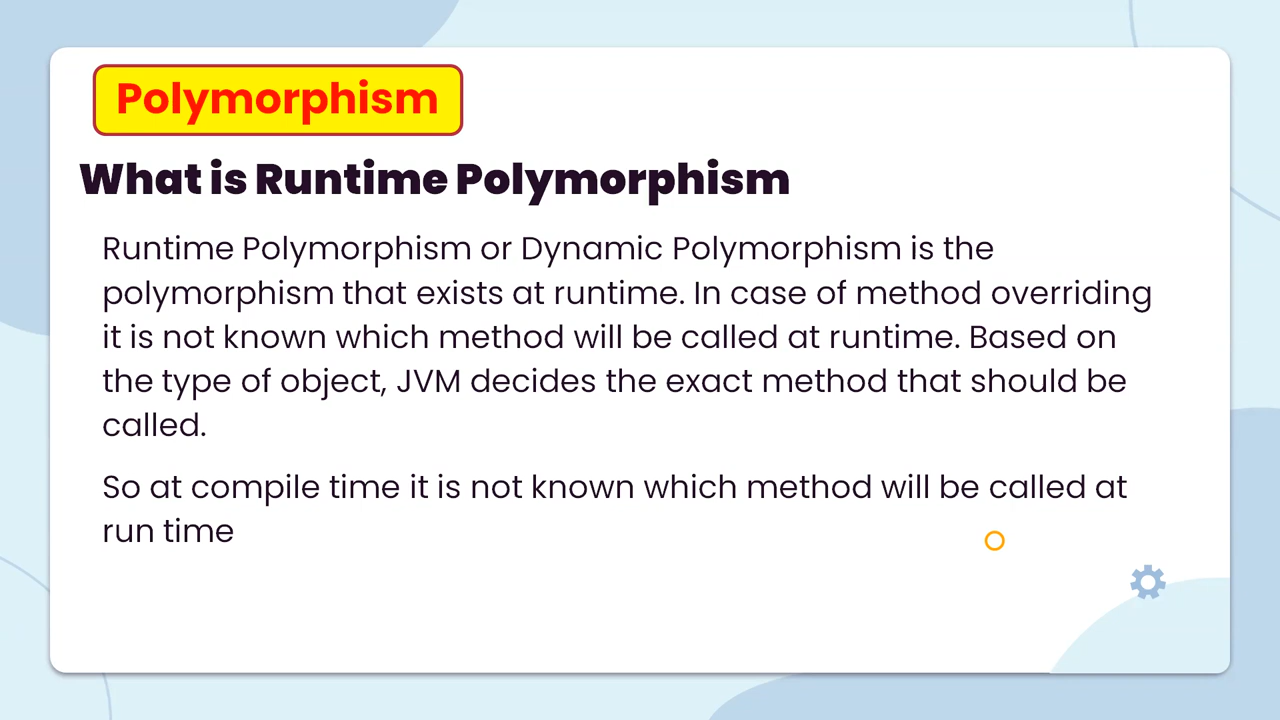 Polymorphism
What is Runtime Polymorphism
Runtime Polymorphism or Dynamic Polymorphism is the
polymorphism that exists at runtime. In case of method overriding
it is not known which method will be called at runtime. Based on
the type of object, JVM decides the exact method that should be
called.
So at compile time it is not known which method will be called at
run time